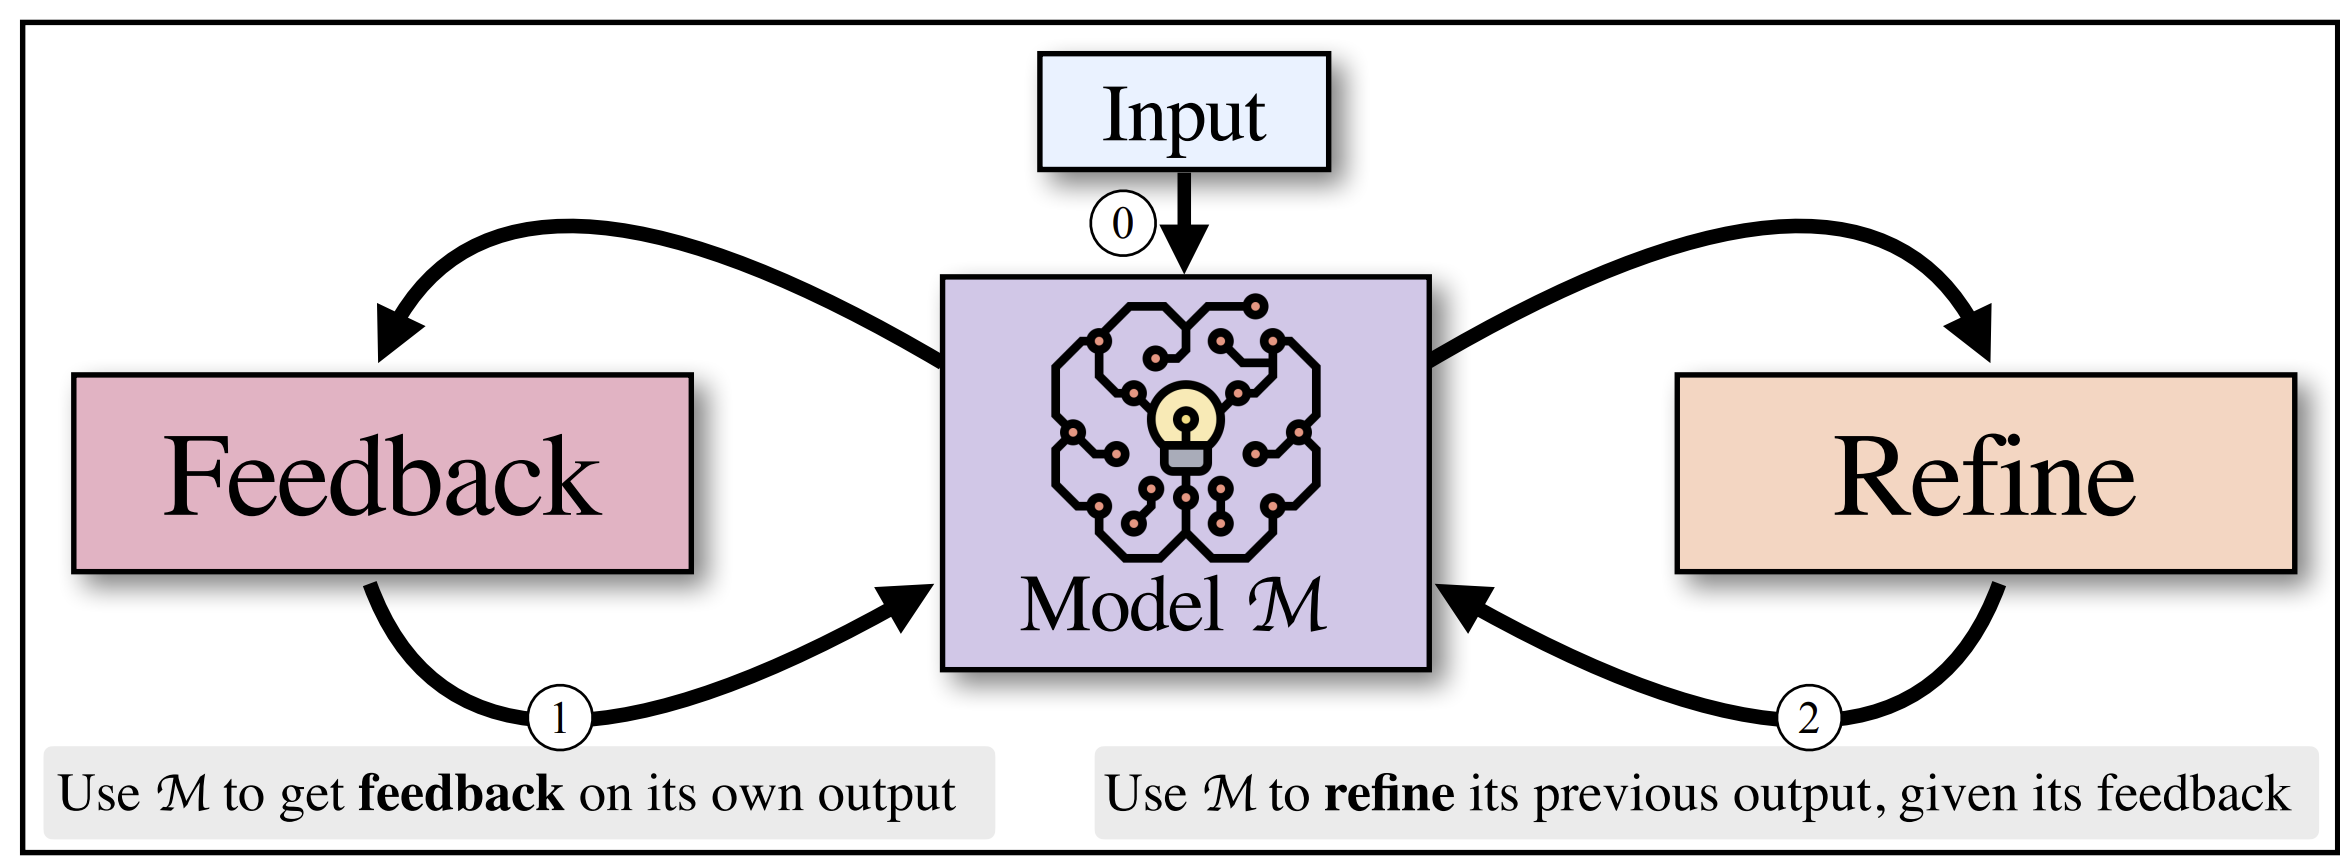 Input
0
Feedback
Model ℳ
Refine
1
2
Use ℳ to get feedback on its own output
Use ℳ to refine its previous output, given its feedback